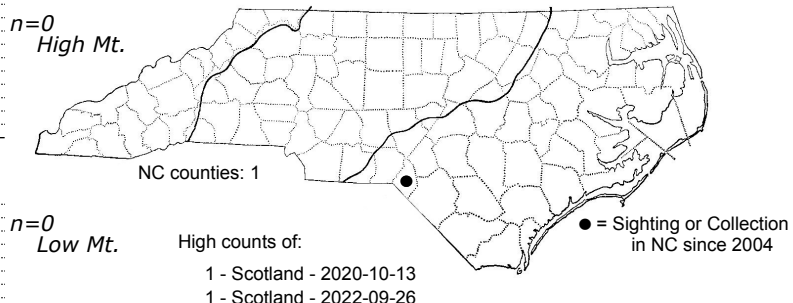 n=0
High Mt.
NC counties: 1
n=0
Low Mt.
High counts of:
1 - Scotland - 2020-10-13
1 - Scotland - 2022-09-26
● = Sighting or Collection
in NC since 2004